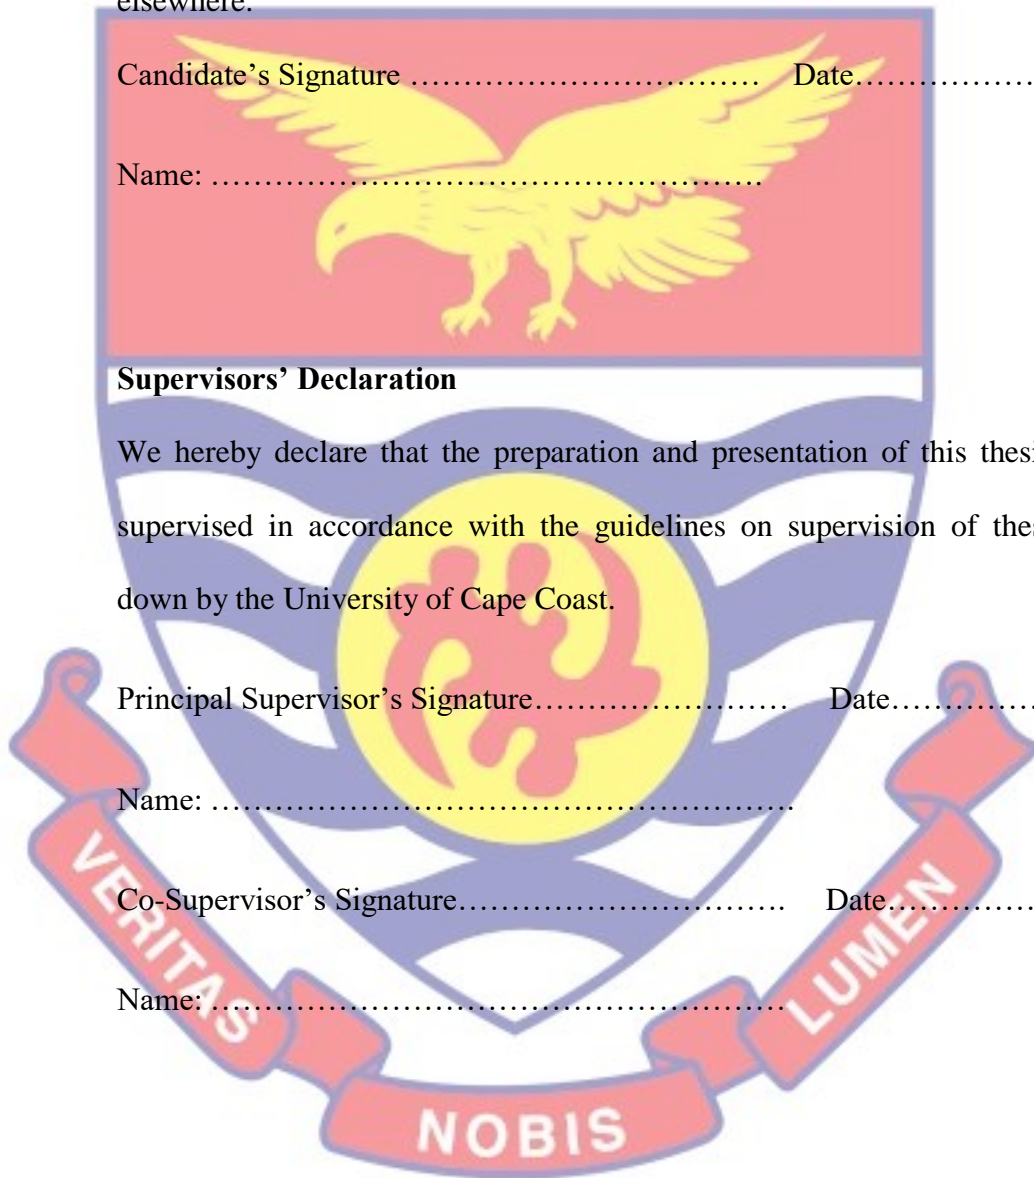 elsewhere.
Candidate’s Signature …………………………… Date………………
Name: …………………………………………….
Supervisors’ Declaration
We hereby declare that the preparation and presentation of this thesi
supervised in accordance with the guidelines on supervision of thes
down by the University of Cape Coast.
Principal Supervisor’s Signature…………………… Date……………
Name: ……………………………………………….
Co-Supervisor’s Signature…………………………. Date……………
Name: ………………………………………………
VERITAS
NOBIS
LUMEN